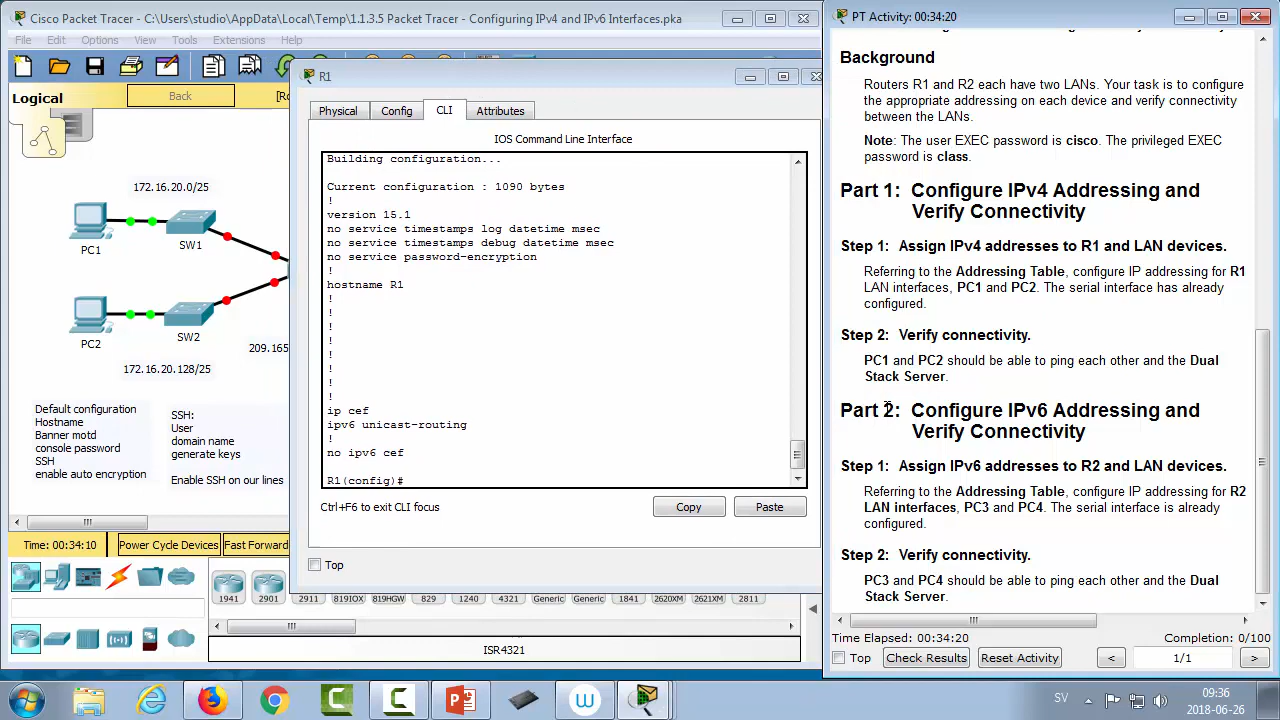 Cisco Packet Tracer - C:\Users\studio\AppData\Local\Temp\1.1.3.5 Packet Tracer - Configuring IPv4 and IPv6 Interfaces.pka
File Edit Options View Tools Extensions Help
Logical
Back
[Ro
172.16.20.0/25
PC1
SW1
PC2
SW2
209.165
172.16.20.128/25
Default configuration
Hostname
Banner motd
console password
SSH
enable auto encryption
SSH:
User
domain name
generate keys
Enable SSH on our lines
Time: 00:34:10
Power Cycle Devices
Fast Forward
1941 2901 2911 819IOX 819HGW 829 1240 4321 Generic Generic 1841 2620XM 2621XM 2811
ISR4321
R1
Physical
Config
CLI
Attributes
IOS Command Line Interface
Building configuration...
Current configuration : 1090 bytes
!
version 15.1
no service timestamps log datetime msec
no service timestamps debug datetime msec
no service password-encryption
!
hostname R1
!
!
!
!
!
!
!
!
ip cef
ipv6 unicast-routing
!
no ipv6 cef
R1(config)#
Ctrl+F6 to exit CLI focus
Copy
Paste
Top
PT Activity: 00:34:20
Background
Routers R1 and R2 each have two LANs. Your task is to configure
the appropriate addressing on each device and verify connectivity
between the LANs.
Note: The user EXEC password is cisco. The privileged EXEC
password is class.
Part 1: Configure IPv4 Addressing and
Verify Connectivity
Step 1: Assign IPv4 addresses to R1 and LAN devices.
Referring to the Addressing Table, configure IP addressing for R1
LAN interfaces, PC1 and PC2. The serial interface has already
configured.
Step 2: Verify connectivity.
PC1 and PC2 should be able to ping each other and the Dual
Stack Server.
Part 2: Configure IPv6 Addressing and
Verify Connectivity
Step 1: Assign IPv6 addresses to R2 and LAN devices.
Referring to the Addressing Table, configure IP addressing for R2
LAN interfaces, PC3 and PC4. The serial interface is already
configured.
Step 2: Verify connectivity.
PC3 and PC4 should be able to ping each other and the Dual
Stack Server.
Time Elapsed: 00:34:20
Completion: 0/100
Top
Check Results
Reset Activity
<
1/1
>
SV
09:36
2018-06-26